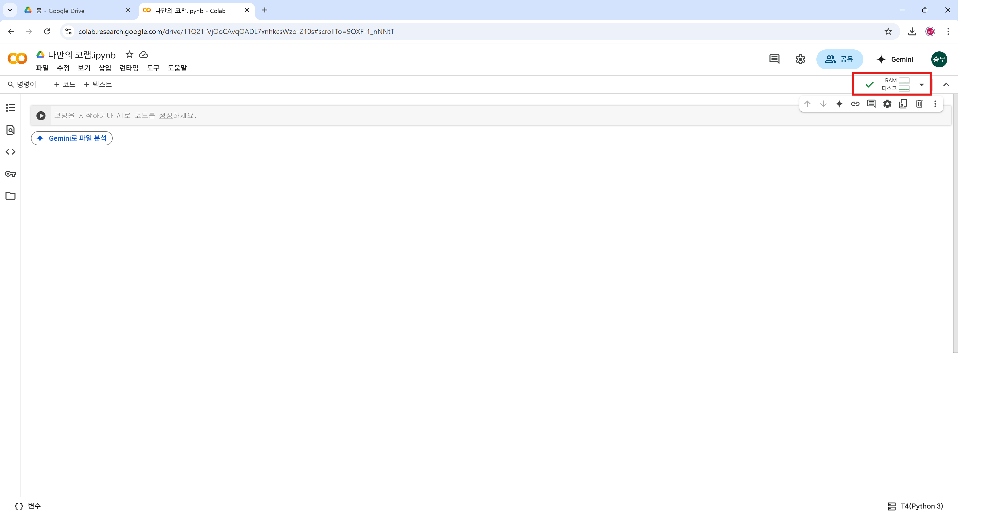 홈 - Google Drive
나만의 코랩.ipynb - Colab
colab.research.google.com/drive/11Q21-VjOoCAvqOADL7xnhkcsWzo-Z10s#scrollTo=9OXF-1_nNNtT
나만의 코랩.ipynb
파일 수정 보기 삽입 런타임 도구 도움말
공유
Gemini
숭무
명령어
+ 코드 + 텍스트
RAM
디스크
코딩을 시작하거나 AI로 코드를 생성하세요.
Gemini로 파일 분석
변수
T4(Python 3)